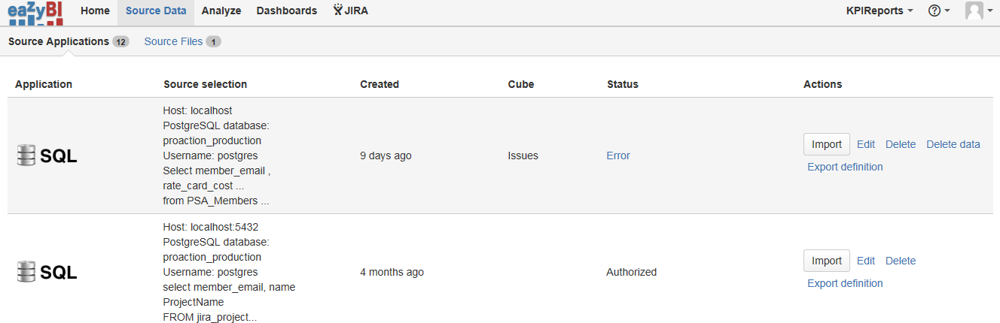 eazyBI Home Source Data Analyze Dashboards JIRA KPIReports ?
Source Applications 12 Source Files 1
Application Source selection Created Cube Status Actions
Host: localhost
PostgreSQL database:
proaction_production
SQL Username: postgres 9 days ago Issues Error Import Edit Delete Delete data
Select member_email , Export definition
rate_card_cost ...
from PSA_Members ...
Host: localhost:5432
PostgreSQL database:
proaction_production
SQL Username: postgres 4 months ago Authorized Import Edit Delete
select member_email, name Export definition
ProjectName
FROM jira_project...